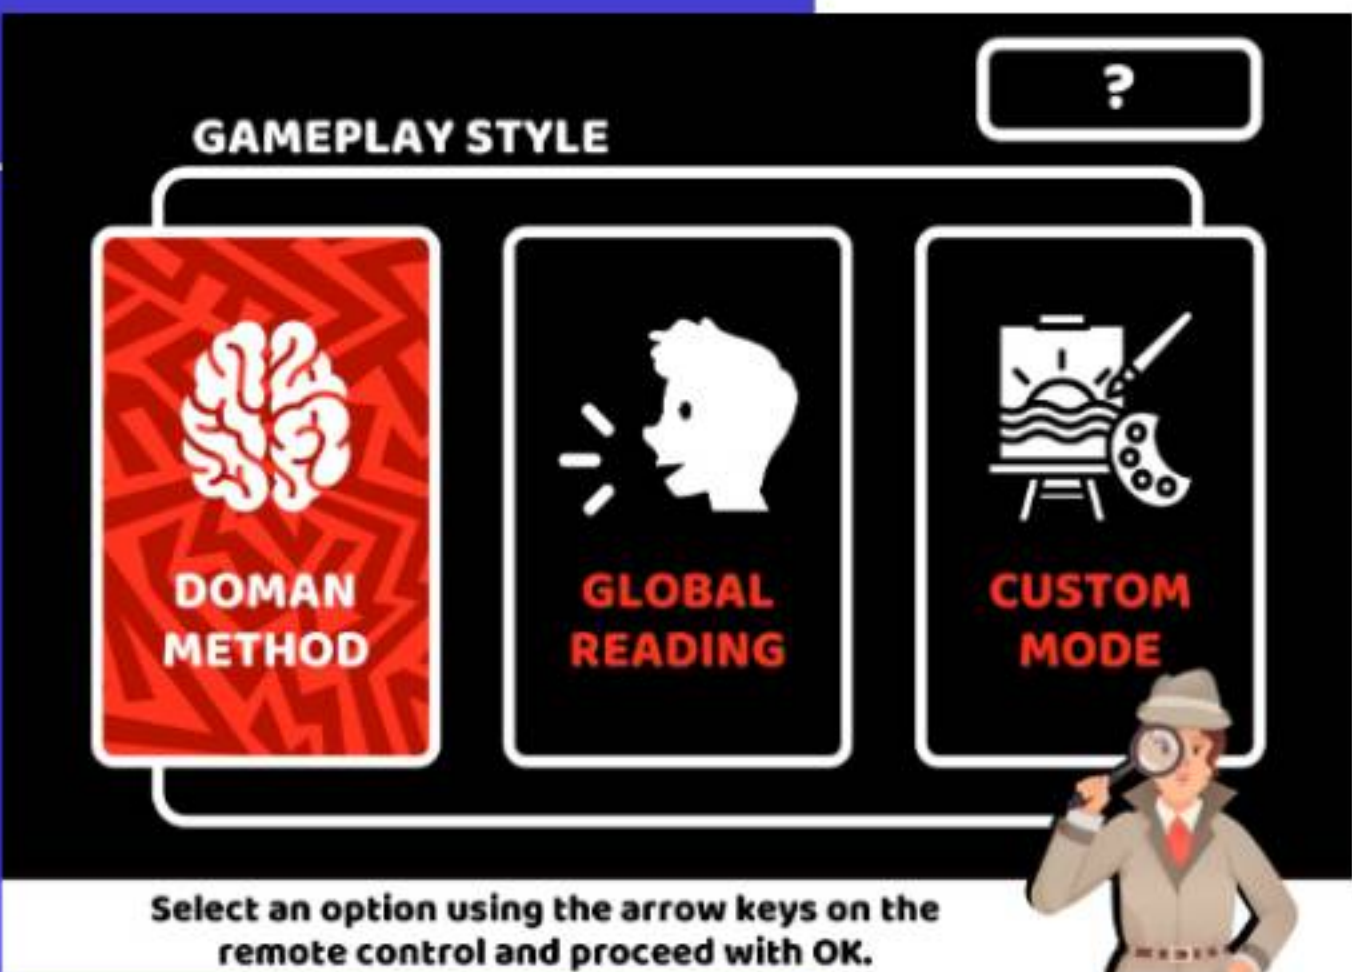 ?
GAMEPLAY STYLE
DOMAN
METHOD
GLOBAL
READING
CUSTOM
MODE
Select an option using the arrow keys on the
remote control and proceed with OK.